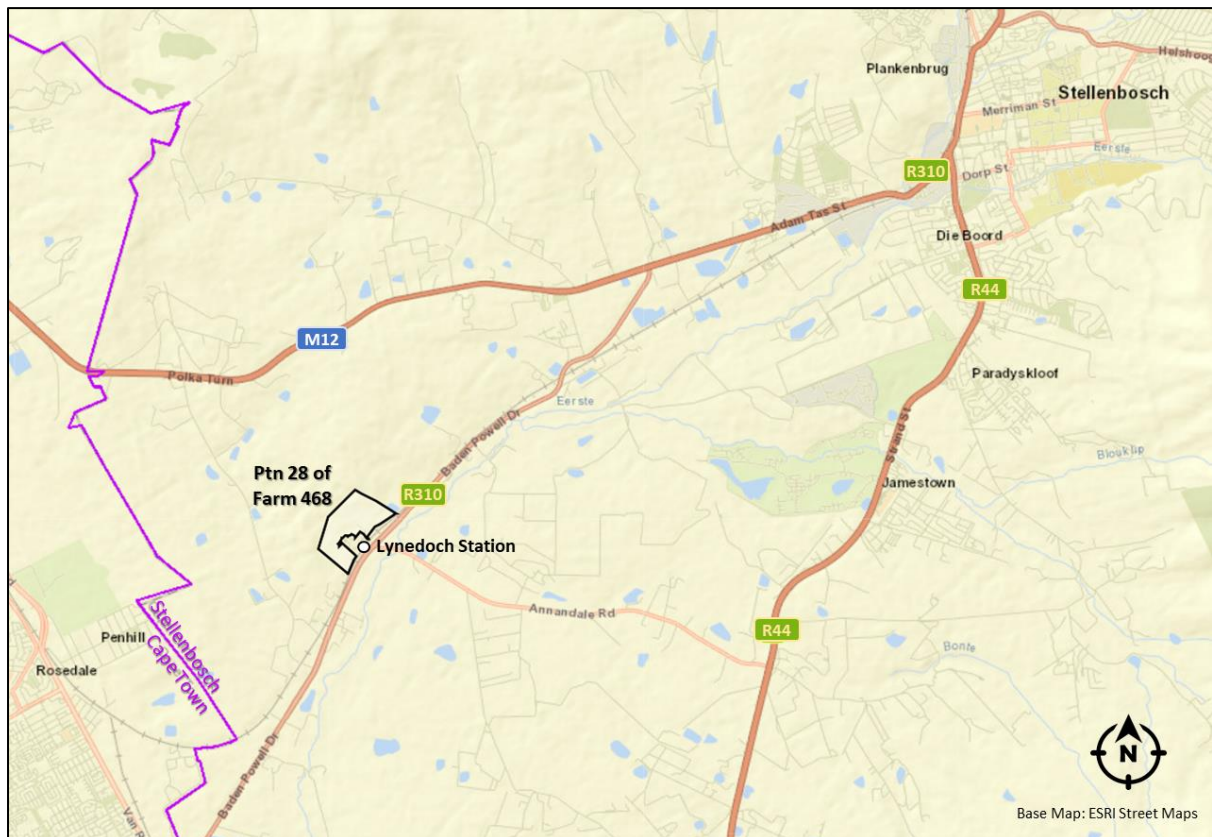 Plankenbrug
Helshoog
Stellenbosch
Merriman St
Eerste
R310
Dorp St
Adam Tas St
Die Boord
R44
M12
Polka Turn
Paradyskloof
Eerste
Baden Powell Dr
Strand St
Blouklip
Ptn 28 of
Farm 468
R310
Jamestown
Lynedoch Station
Annandale Rd
Stellenbosch
Cape Town
Penhill
R44
Bonte
Rosedale
Baden Powell Dr
N
Base Map: ESRI Street Maps